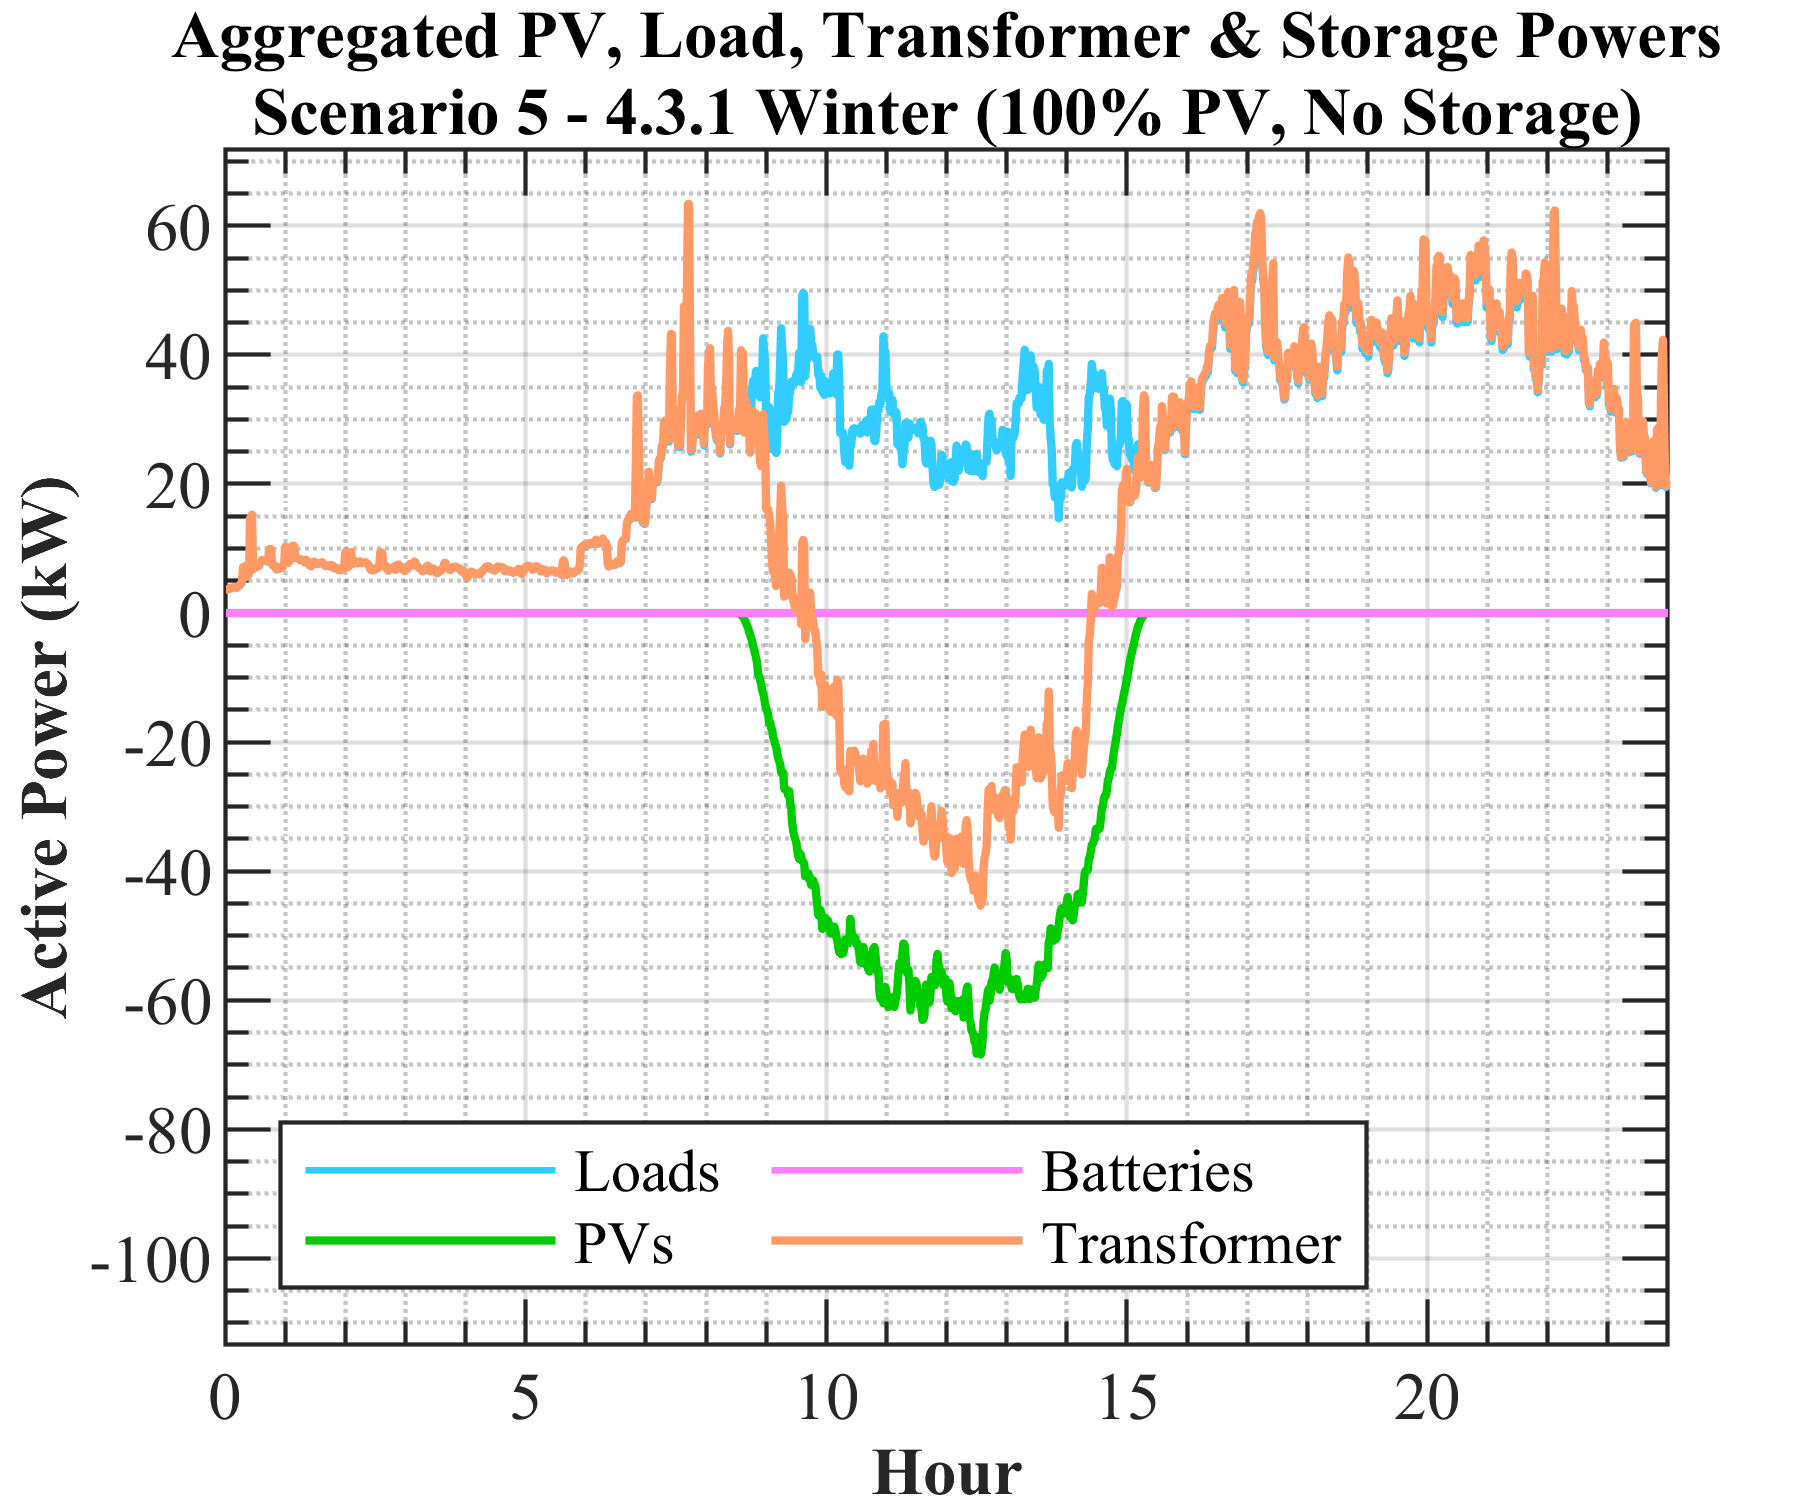 Aggregated PV, Load, Transformer & Storage Powers
Scenario 5 - 4.3.1 Winter (100% PV, No Storage)
Active Power (kW)
60
40
20
0
-20
-40
-60
-80
-100
Loads
Batteries
PVs
Transformer
0 5 10 15 20
Hour